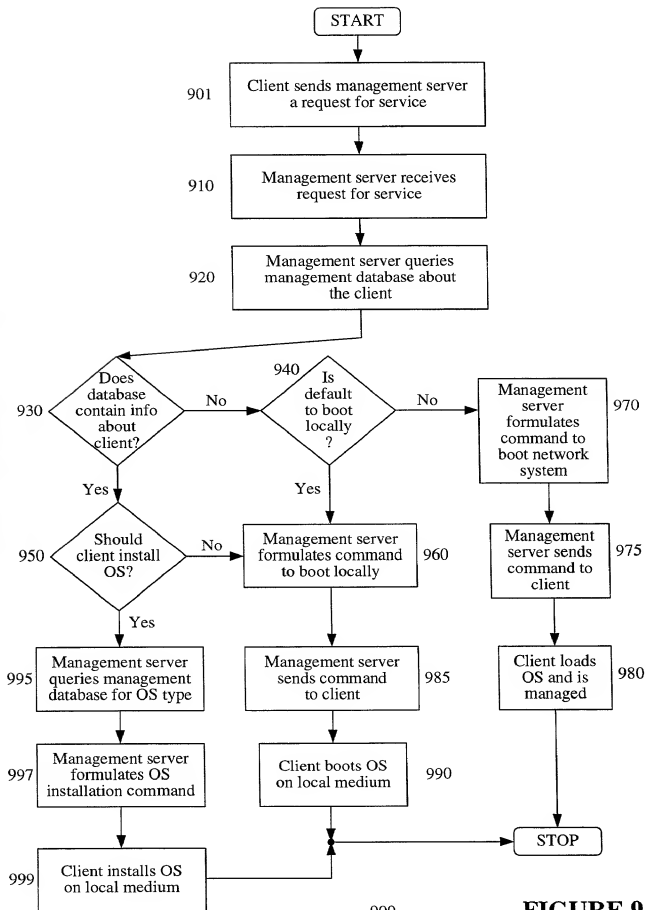 START
901
Client sends management server
a request for service
910
Management server receives
request for service
920
Management server queries
management database about
the client
930
Does
database
contain info
about
client?
No
940
Is
default
to boot
locally
?
No
Management
server
formulates
command to
boot network
system
970
Yes
Yes
950
Should
client install
OS?
No
Management server
formulates command
to boot locally
960
Management
server sends
command to
client
975
Yes
995
Management server
queries management
database for OS type
Management server
sends command
to client
985
Client loads
OS and is
managed
980
997
Management server
formulates OS
installation command
Client boots OS
on local medium
990
STOP
999
Client installs OS
on local medium
FIGURE 9